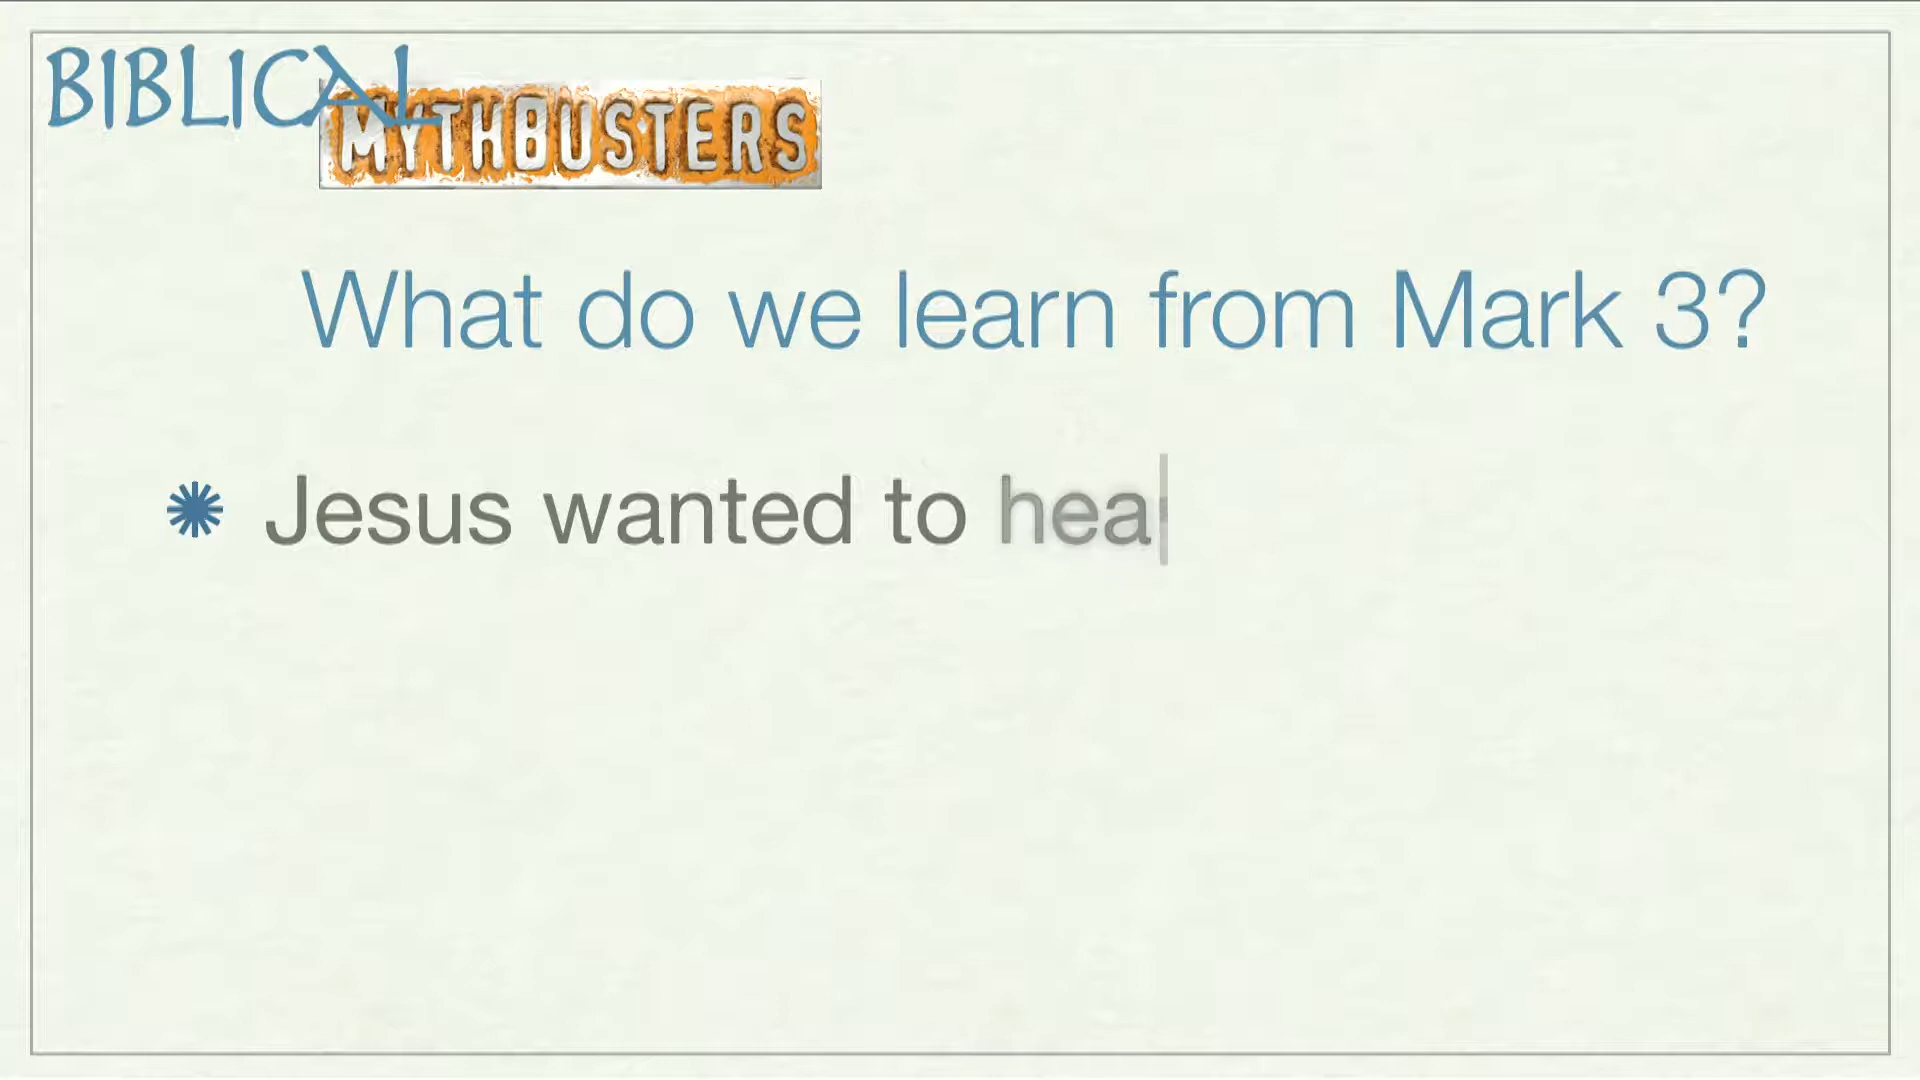 BIBLICAL
MYTHBUSTERS
What do we learn from Mark 3?
Jesus wanted to hea